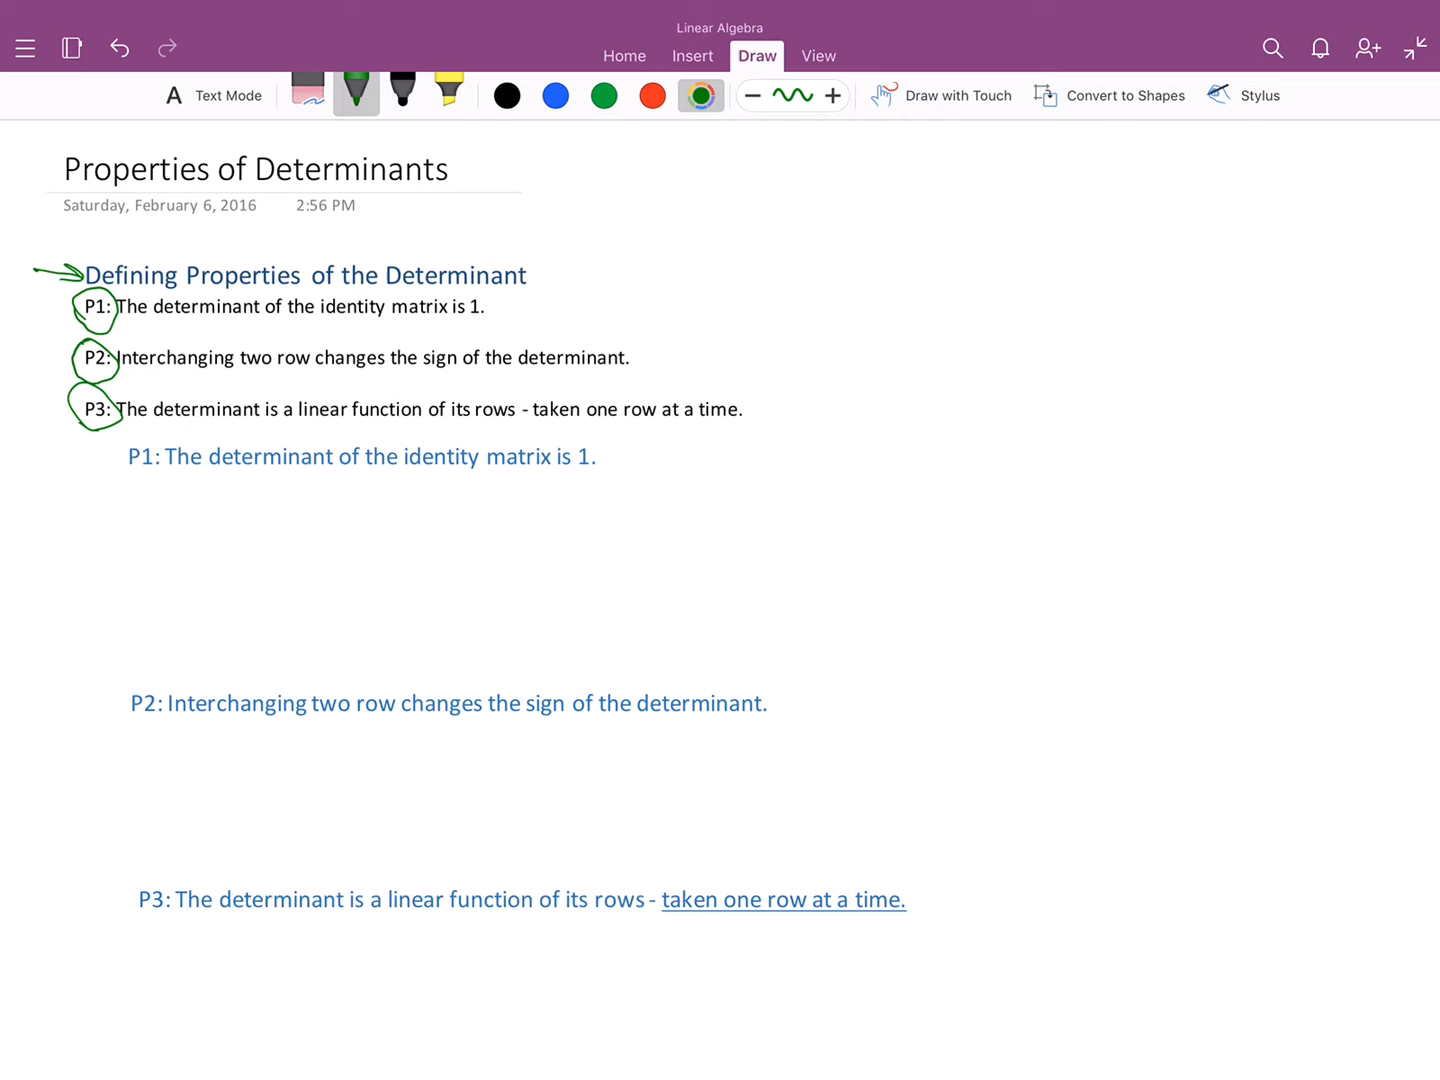 Linear Algebra
Home Insert Draw View
A Text Mode Draw with Touch Convert to Shapes Stylus
Properties of Determinants
Saturday, February 6, 2016 2:56 PM
Defining Properties of the Determinant
P1: The determinant of the identity matrix is 1.
P2: Interchanging two row changes the sign of the determinant.
P3: The determinant is a linear function of its rows - taken one row at a time.
P1: The determinant of the identity matrix is 1.
P2: Interchanging two row changes the sign of the determinant.
P3: The determinant is a linear function of its rows - taken one row at a time.